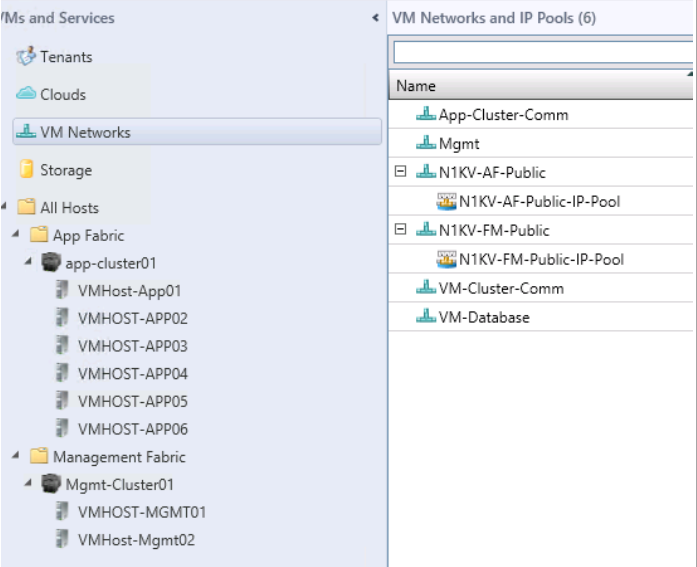 VMs and Services
Tenants
Clouds
VM Networks
Storage
All Hosts
App Fabric
app-cluster01
VMHost-App01
VMHOST-APP02
VMHOST-APP03
VMHOST-APP04
VMHOST-APP05
VMHOST-APP06
Management Fabric
Mgmt-Cluster01
VMHOST-MGMT01
VMHost-Mgmt02
VM Networks and IP Pools (6)
Name
App-Cluster-Comm
Mgmt
N1KV-AF-Public
N1KV-AF-Public-IP-Pool
N1KV-FM-Public
N1KV-FM-Public-IP-Pool
VM-Cluster-Comm
VM-Database